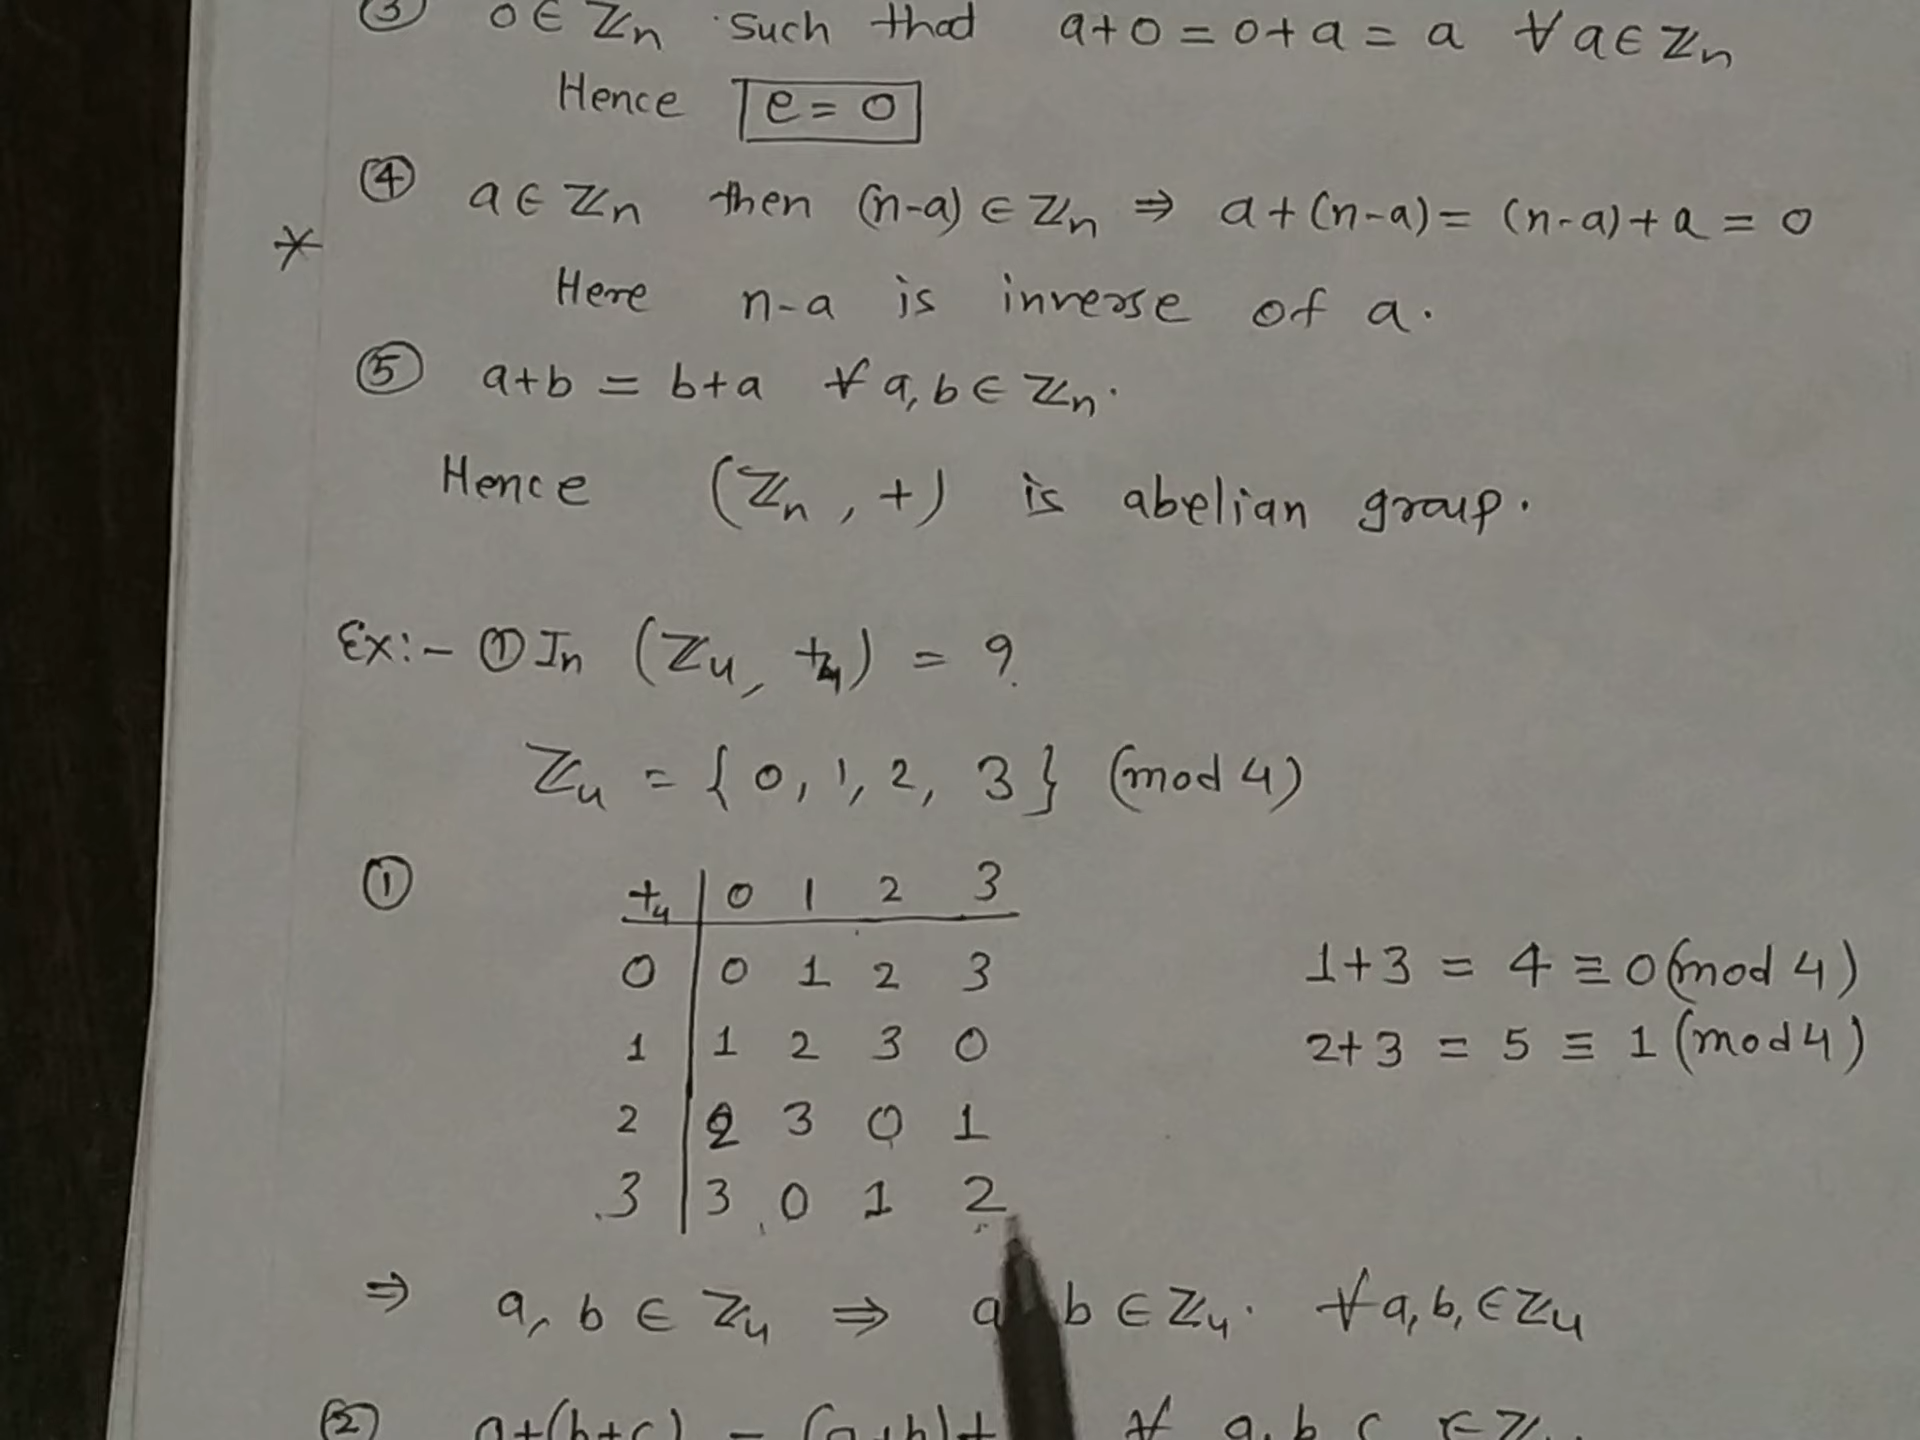 ③ 0 ∈ ℤn such that a+0 = 0+a = a ∀ a ∈ ℤn
Hence e = 0
④ a ∈ ℤn then (n-a) ∈ ℤn ⇒ a+(n-a) = (n-a)+a = 0
*
Here n-a is inverse of a.
⑤ a+b = b+a ∀ a,b ∈ ℤn.
Hence (ℤn, +) is abelian group.
Ex:- ① In (ℤ4, +4) = ?
ℤ4 = {0, 1, 2, 3} (mod 4)
① +4 | 0 1 2 3
0 | 0 1 2 3
1 | 1 2 3 0
2 | 2 3 0 1
3 | 3 0 1 2
1+3 = 4 ≡ 0 (mod 4)
2+3 = 5 ≡ 1 (mod 4)
⇒ a, b ∈ ℤ4 ⇒ a b ∈ ℤ4. ∀ a,b, ∈ ℤ4
② a+(b+c) = (a+b)+ ∀ a,b c ∈ ℤ